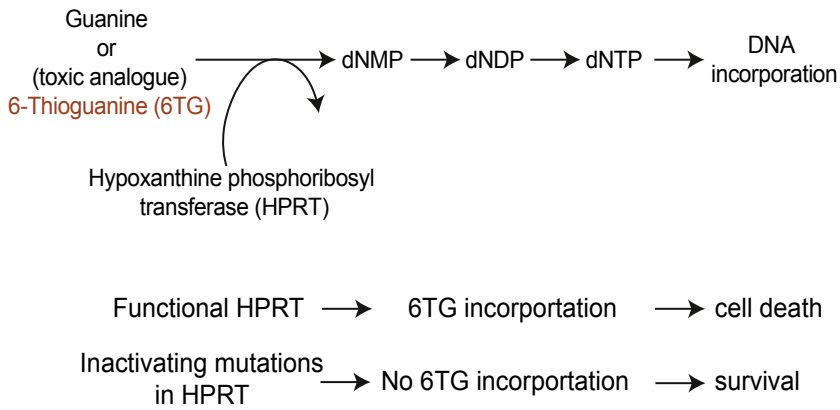 Guanine
or
(toxic analogue)
6-Thioguanine (6TG)
dNMP
dNDP
dNTP
DNA
incorporation
Hypoxanthine phosphoribosyl
transferase (HPRT)
Functional HPRT
6TG incorportation
cell death
Inactivating mutations
in HPRT
No 6TG incorporation
survival